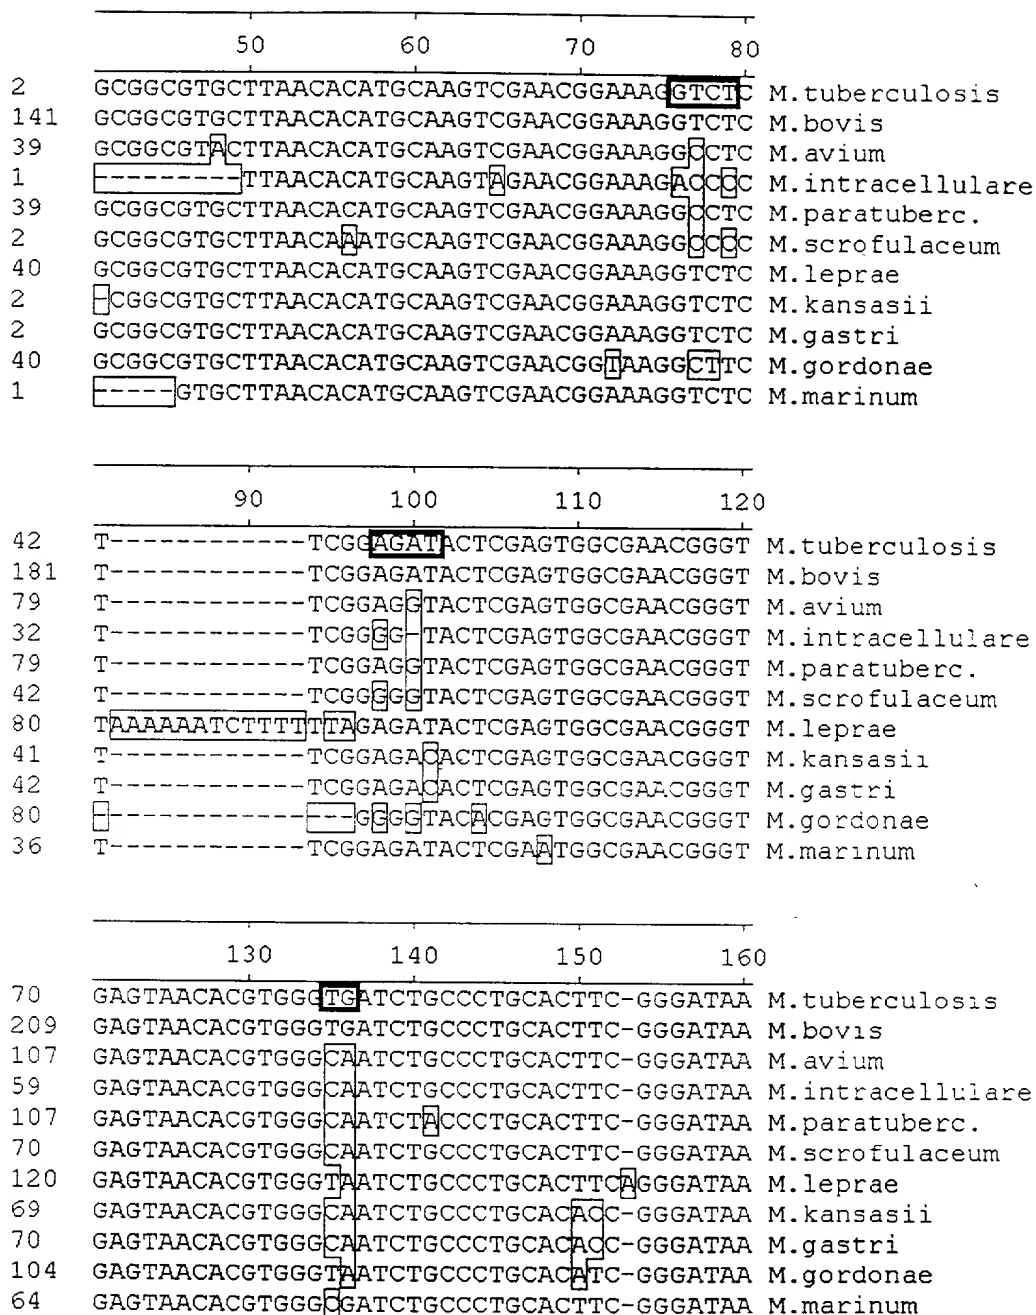 50 60 70 80
2 GCGGCGTGCTTAACACATGCAAGTCGAACGGAAAGGTCTC M.tuberculosis
141 GCGGCGTGCTTAACACATGCAAGTCGAACGGAAAGGTCTC M.bovis
39 GCGGCGTACTTAACACATGCAAGTCGAACGGAAAGGCCTC M.avium
1 ---------TTAACACATGCAAGTAGAACGGAAAGACCCC M.intracellulare
39 GCGGCGTGCTTAACACATGCAAGTCGAACGGAAAGGCCTC M.paratuberc.
2 GCGGCGTGCTTAACAAATGCAAGTCGAACGGAAAGGCCCC M.scrofulaceum
40 GCGGCGTGCTTAACACATGCAAGTCGAACGGAAAGGTCTC M.leprae
2 -CGGCGTGCTTAACACATGCAAGTCGAACGGAAAGGTCTC M.kansasii
2 GCGGCGTGCTTAACACATGCAAGTCGAACGGAAAGGTCTC M.gastri
40 GCGGCGTGCTTAACACATGCAAGTCGAACGGTAAGGCTTC M.gordonae
1 -----GTGCTTAACACATGCAAGTCGAACGGAAAGGTCTC M.marinum
90 100 110 120
42 T------------TCGGAGATACTCGAGTGGCGAACGGGT M.tuberculosis
181 T------------TCGGAGATACTCGAGTGGCGAACGGGT M.bovis
79 T------------TCGGAGGTACTCGAGTGGCGAACGGGT M.avium
32 T------------TCGGGG-TACTCGAGTGGCGAACGGGT M.intracellulare
79 T------------TCGGAGGTACTCGAGTGGCGAACGGGT M.paratuberc.
42 T------------TCGGGGGTACTCGAGTGGCGAACGGGT M.scrofulaceum
80 TAAAAAATCTTTTTTAGAGATACTCGAGTGGCGAACGGGT M.leprae
41 T------------TCGGAGACACTCGAGTGGCGAACGGGT M.kansasii
42 T------------TCGGAGACACTCGAGTGGCGAACGGGT M.gastri
80 ----------------GGGGTACACGAGTGGCGAACGGGT M.gordonae
36 T------------TCGGAGATACTCGAATGGCGAACGGGT M.marinum
130 140 150 160
70 GAGTAACACGTGGGTGATCTGCCCTGCACTTC-GGGATAA M.tuberculosis
209 GAGTAACACGTGGGTGATCTGCCCTGCACTTC-GGGATAA M.bovis
107 GAGTAACACGTGGGCAATCTGCCCTGCACTTC-GGGATAA M.avium
59 GAGTAACACGTGGGCAATCTGCCCTGCACTTC-GGGATAA M.intracellulare
107 GAGTAACACGTGGGCAATCTACCCTGCACTTC-GGGATAA M.paratuberc.
70 GAGTAACACGTGGGCAATCTGCCCTGCACTTC-GGGATAA M.scrofulaceum
120 GAGTAACACGTGGGTAATCTGCCCTGCACTTCAGGGATAA M.leprae
69 GAGTAACACGTGGGCAATCTGCCCTGCACACC-GGGATAA M.kansasii
70 GAGTAACACGTGGGCAATCTGCCCTGCACACC-GGGATAA M.gastri
104 GAGTAACACGTGGGTAATCTGCCCTGCACATC-GGGATAA M.gordonae
64 GAGTAACACGTGGGCGATCTGCCCTGCACTTC-GGGATAA M.marinum